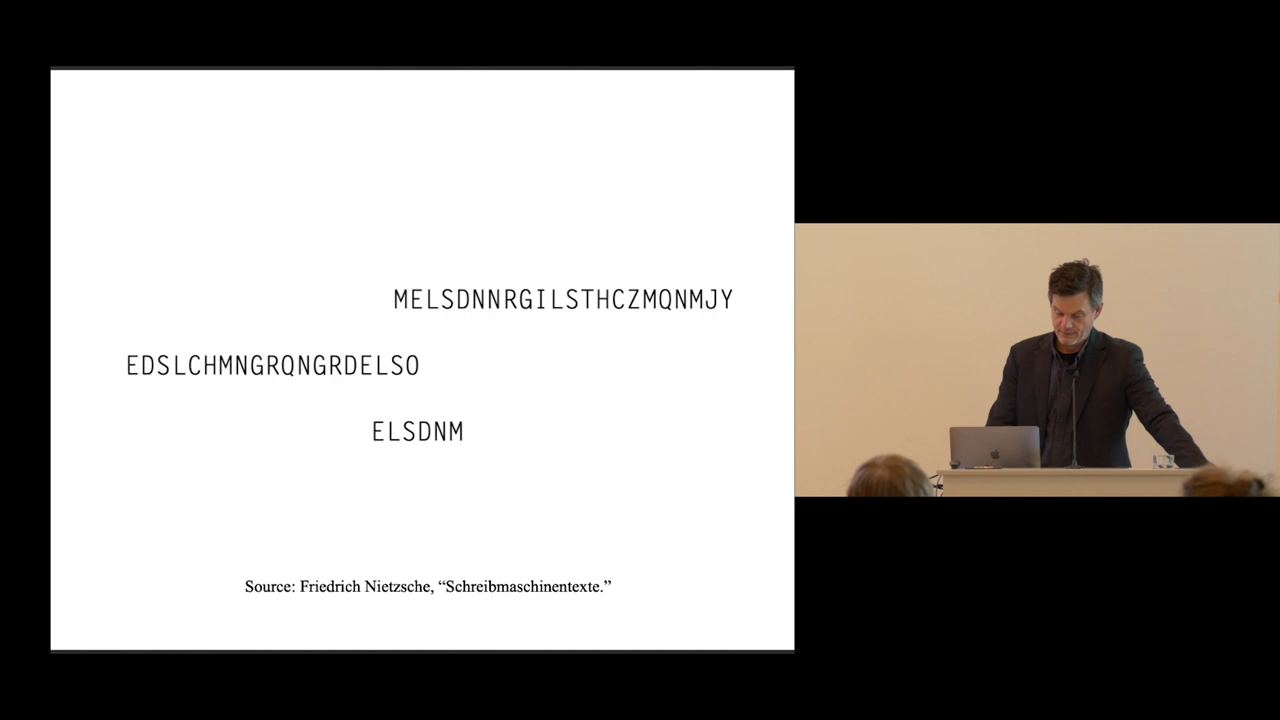 MELSDNNRGILSTHCZMQNMJY
EDSLCHMNGRQNGRDELSO
ELSDNM
Source: Friedrich Nietzsche, “Schreibmaschinentexte.”